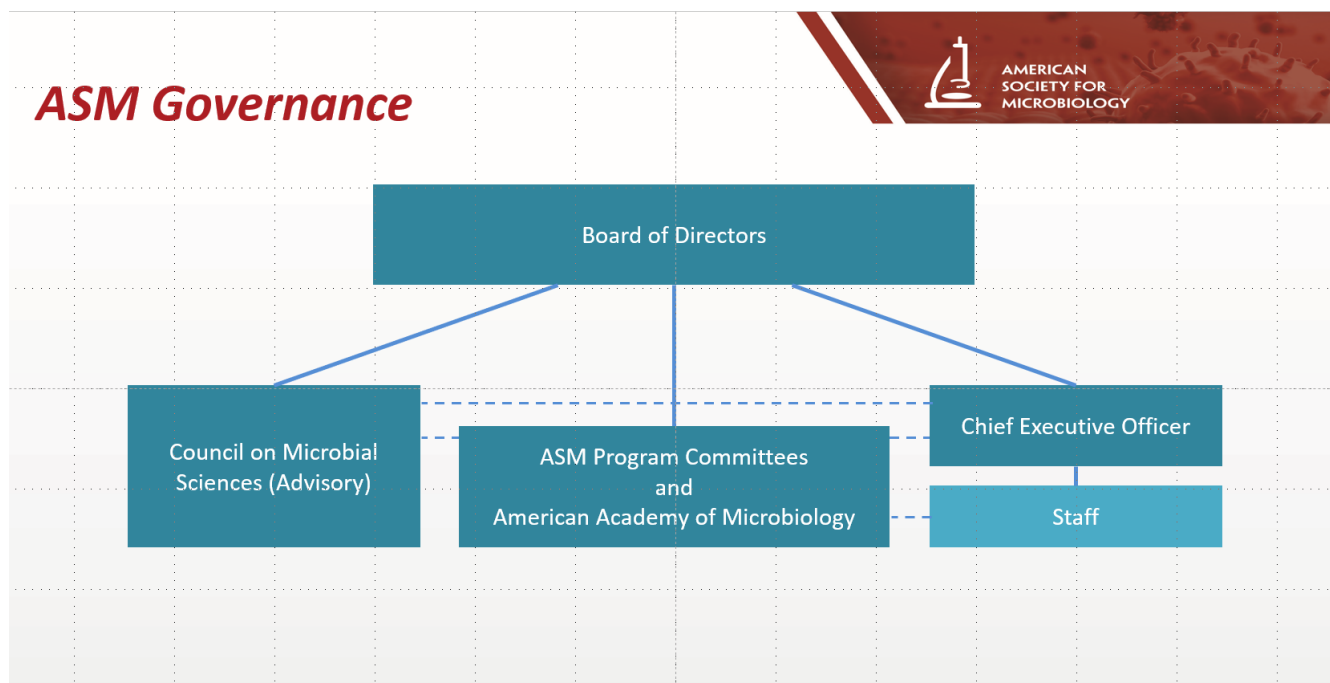 ASM Governance
AMERICAN
SOCIETY FOR
MICROBIOLOGY
Board of Directors
Council on Microbial
Sciences (Advisory)
ASM Program Committees
and
American Academy of Microbiology
Chief Executive Officer
Staff